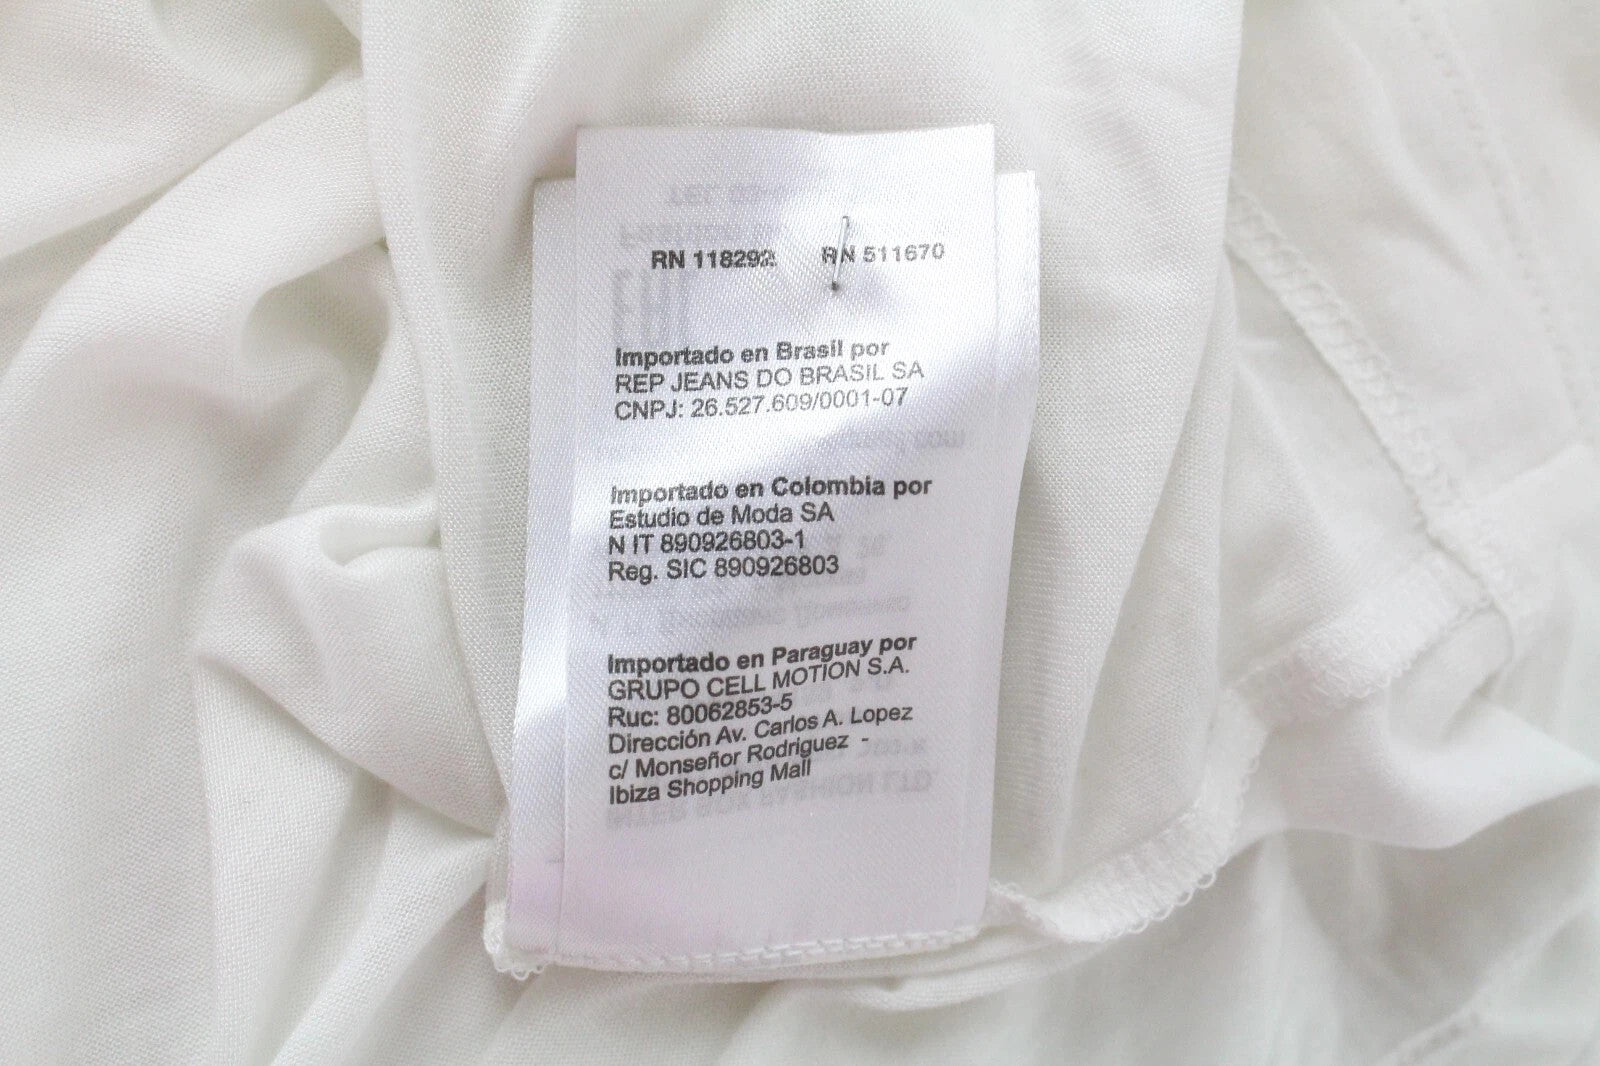 RN 118292 RN 511670
Importado en Brasil por
REP JEANS DO BRASIL SA
CNPJ: 26.527.609/0001-07
Importado en Colombia por
Estudio de Moda SA
N IT 890926803-1
Reg. SIC 890926803
Importado en Paraguay por
GRUPO CELL MOTION S.A.
Ruc: 80062853-5
Dirección Av. Carlos A. Lopez
c/ Monseñor Rodriguez -
Ibiza Shopping Mall